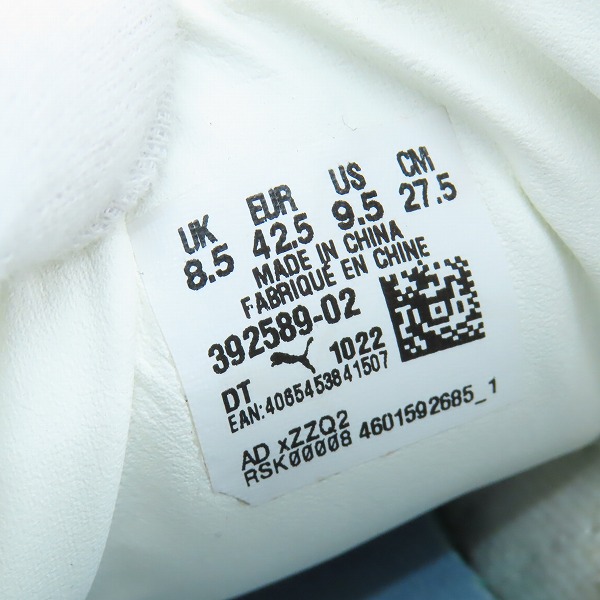 UK EUR US CM
8.5 42.5 9.5 27.5
MADE IN CHINA
FABRIQUÉ EN CHINE
392589-02
DT 1022
EAN:4065453841507
AD xZZQ2
RSK00008 4601592685_1